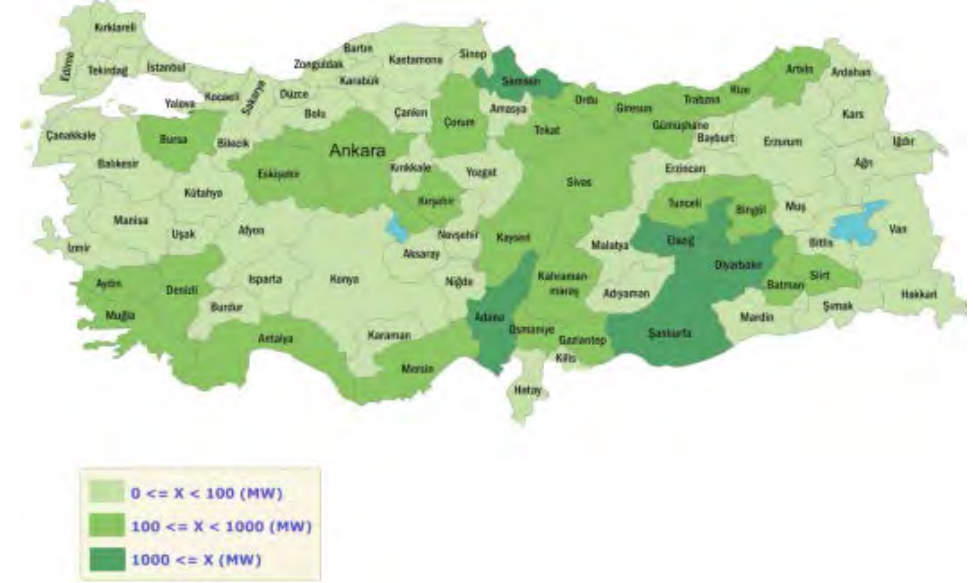 Kırklareli
Edirne
Tekirdag
İstanbul
Yalova
Kocaeli
Sakarya
Düzce
Zonguldak
Bartın
Karabük
Kastamonu
Sinop
Samsun
Bolu
Çankırı
Çorum
Amasya
Ordu
Giresun
Trabzon
Rize
Artvin
Ardahan
Kars
Iğdır
Çanakkale
Bursa
Bilecik
Balıkesir
Ankara
Eskişehir
Kırıkkale
Yozgat
Tokat
Sivas
Gümüşhane
Bayburt
Erzurum
Erzincan
Ağrı
Kütahya
Kırşehir
Manisa
Uşak
Afyon
İzmir
Nevşehir
Aksaray
Kayseri
Malatya
Tunceli
Elazığ
Bingöl
Muş
Bitlis
Van
Aydın
Denizli
Isparta
Konya
Niğde
Kahraman
maraş
Adıyaman
Diyarbakır
Batman
Siirt
Şırnak
Hakkari
Muğla
Burdur
Antalya
Karaman
Mersin
Adana
Osmaniye
Gaziantep
Kilis
Şanlıurfa
Mardin
Hatay
0 <= X < 100 (MW)
100 <= X < 1000 (MW)
1000 <= X (MW)